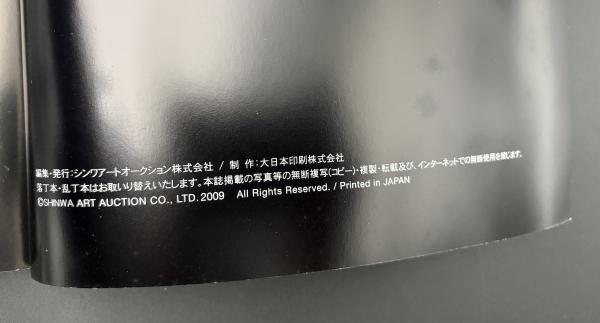 編集・発行：シンワアートオークション株式会社 / 制作：大日本印刷株式会社
落丁本・乱丁本はお取り替えいたします。本誌掲載の写真等の無断複写(コピー)・複製・転載及び、インターネットでの無断使用を禁じます。
©SHINWA ART AUCTION CO., LTD. 2009 All Rights Reserved. / Printed in JAPAN